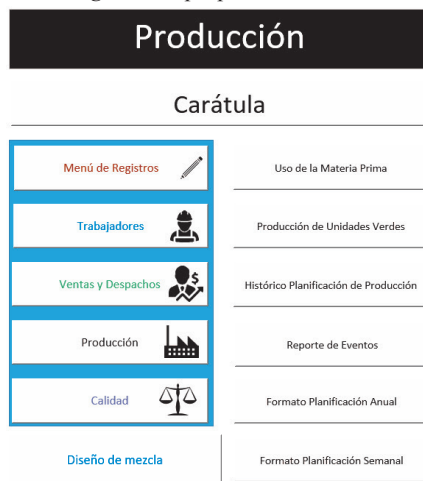 Producción
Carátula
Menú de Registros
Uso de la Materia Prima
Trabajadores
Producción de Unidades Verdes
Ventas y Despachos
Histórico Planificación de Producción
Producción
Reporte de Eventos
Calidad
Formato Planificación Anual
Diseño de mezcla
Formato Planificación Semanal